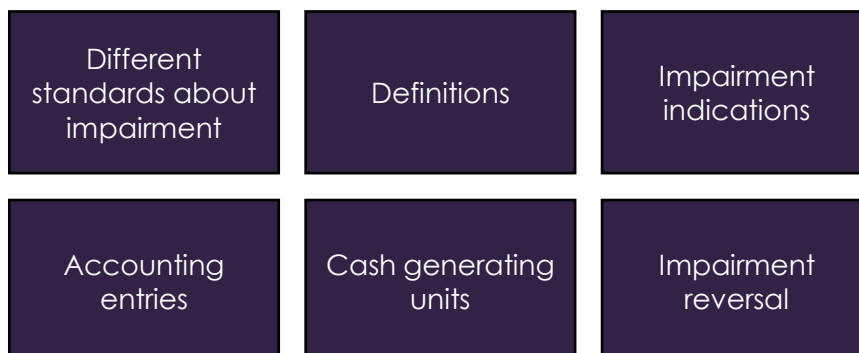 Different
standards about
impairment
Definitions
Impairment
indications
Accounting
entries
Cash generating
units
Impairment
reversal